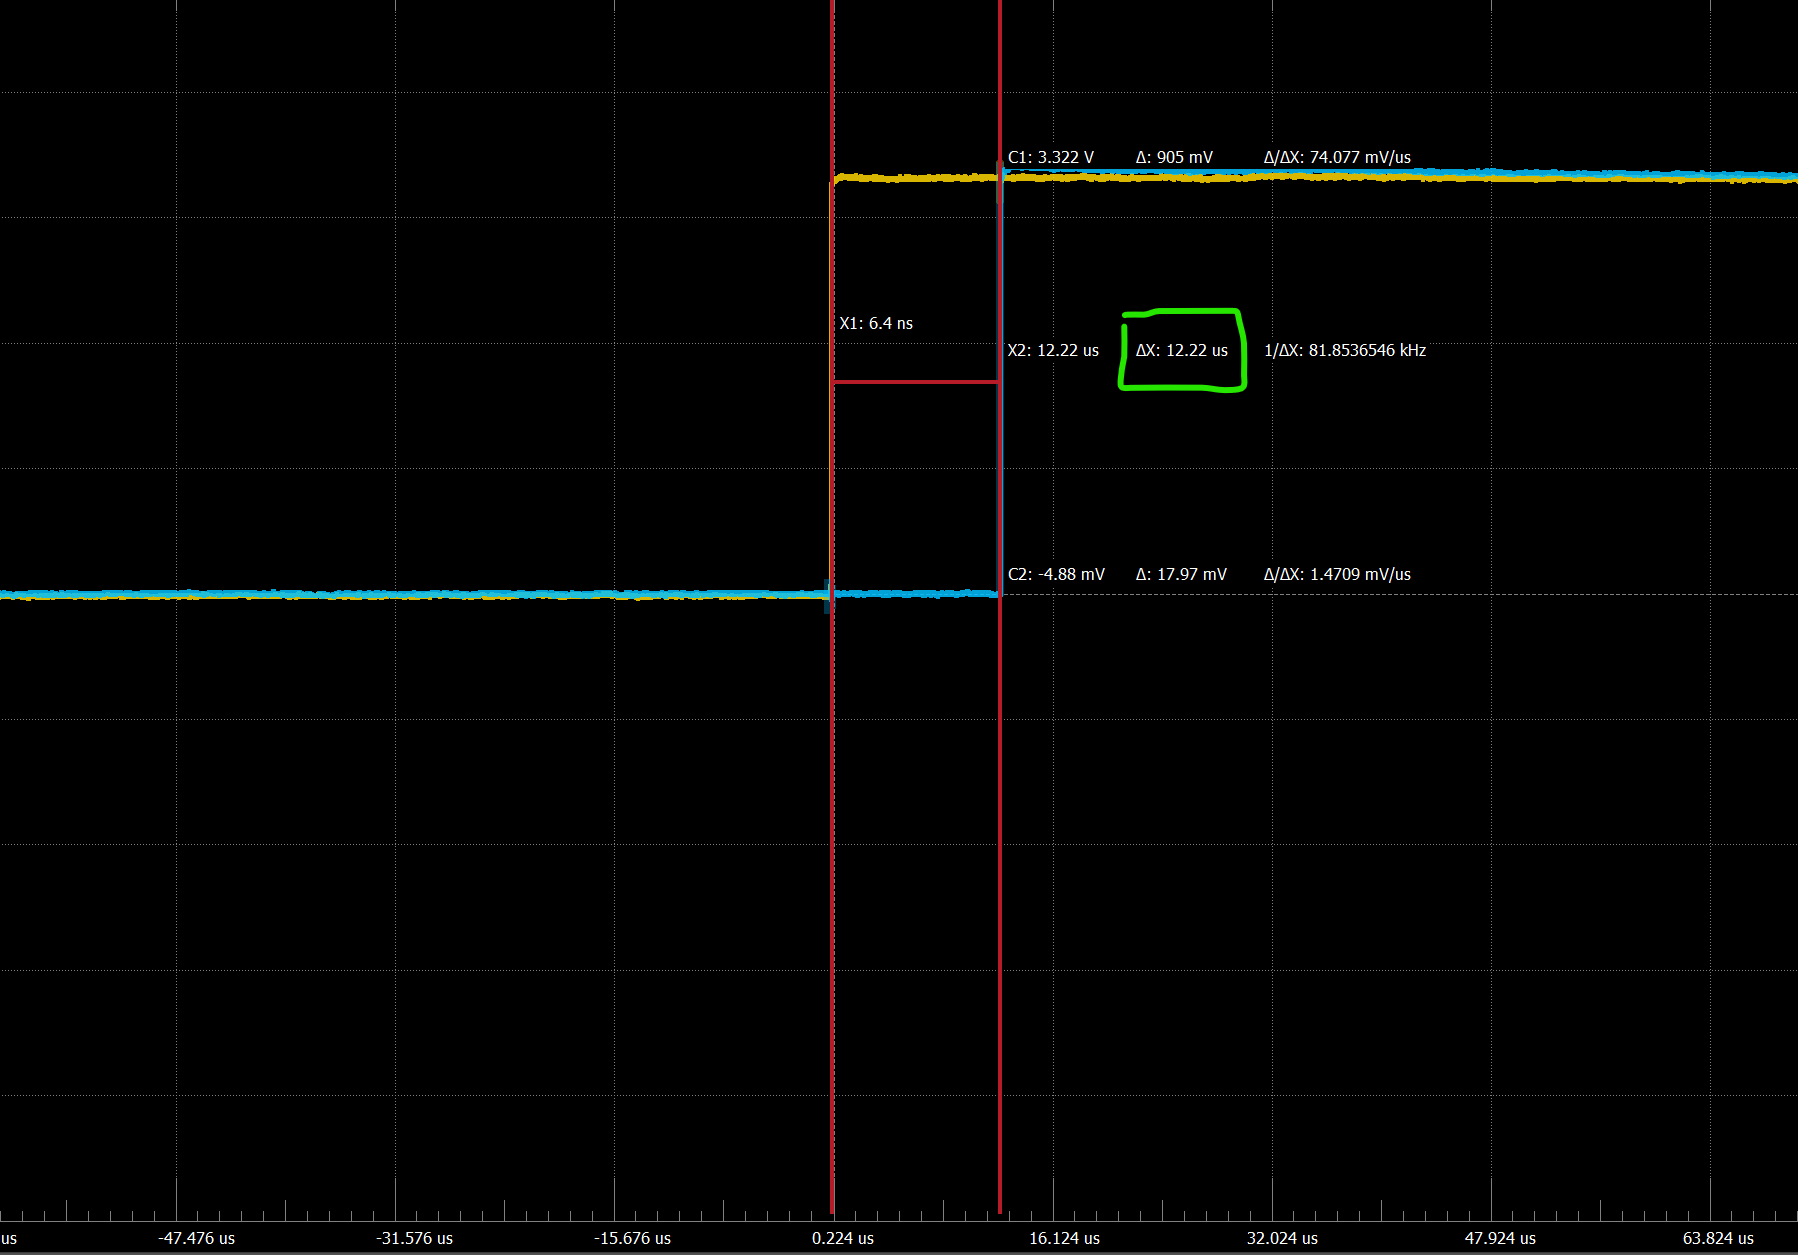 C1: 3.322 V Δ: 905 mV Δ/ΔX: 74.077 mV/us
X1: 6.4 ns
X2: 12.22 us ΔX: 12.22 us 1/ΔX: 81.8536546 kHz
C2: -4.88 mV Δ: 17.97 mV Δ/ΔX: 1.4709 mV/us
us -47.476 us -31.576 us -15.676 us 0.224 us 16.124 us 32.024 us 47.924 us 63.824 us